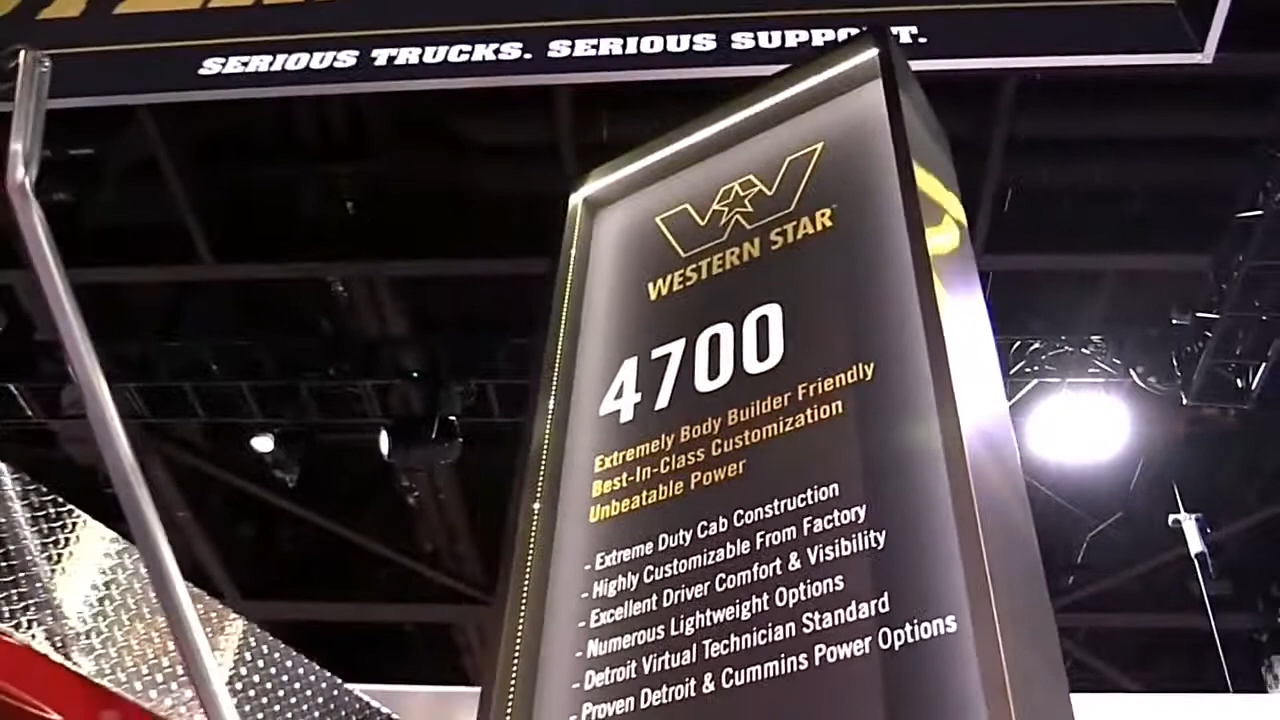 SERIOUS TRUCKS. SERIOUS SUPPORT.
WESTERN STAR
4700
Extremely Body Builder Friendly
Best-In-Class Customization
Unbeatable Power
- Extreme Duty Cab Construction
- Highly Customizable From Factory
- Excellent Driver Comfort & Visibility
- Numerous Lightweight Options
- Detroit Virtual Technician Standard
- Proven Detroit & Cummins Power Options